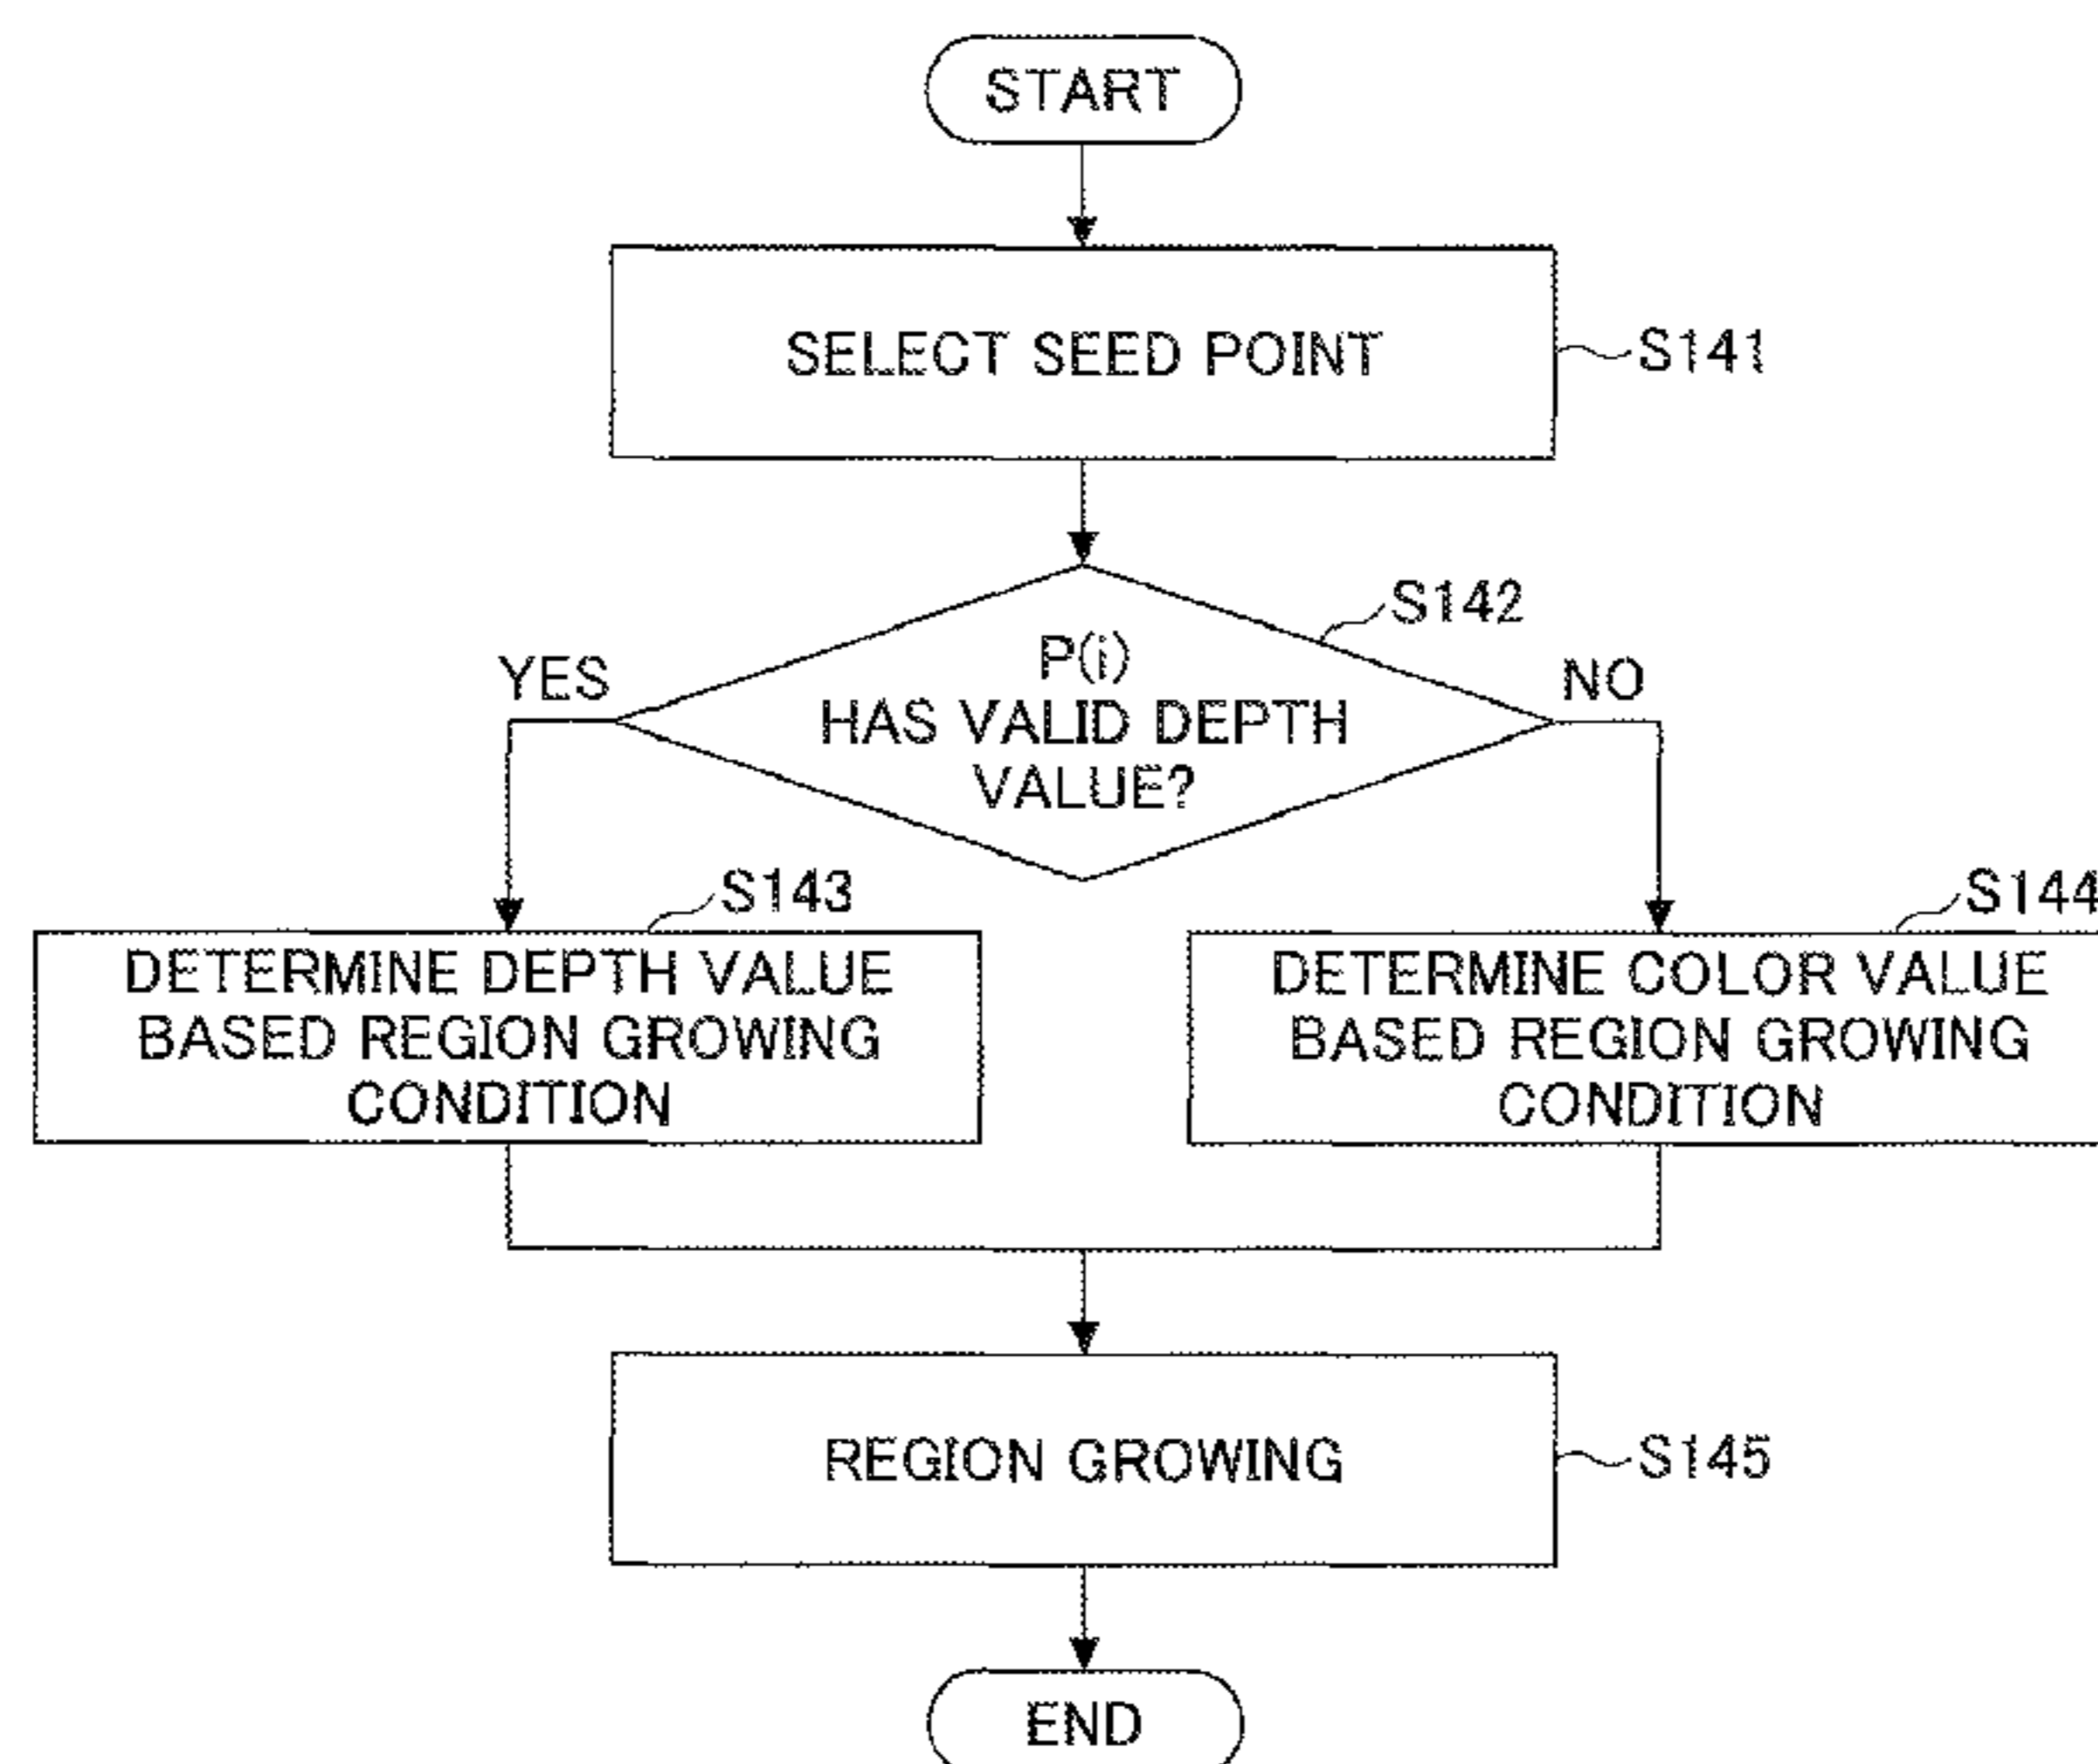 START
SELECT SEED POINT
S141
S142
P(i)
HAS VALID DEPTH
VALUE?
YES
NO
S143
DETERMINE DEPTH VALUE
BASED REGION GROWING
CONDITION
S144
DETERMINE COLOR VALUE
BASED REGION GROWING
CONDITION
REGION GROWING
S145
END